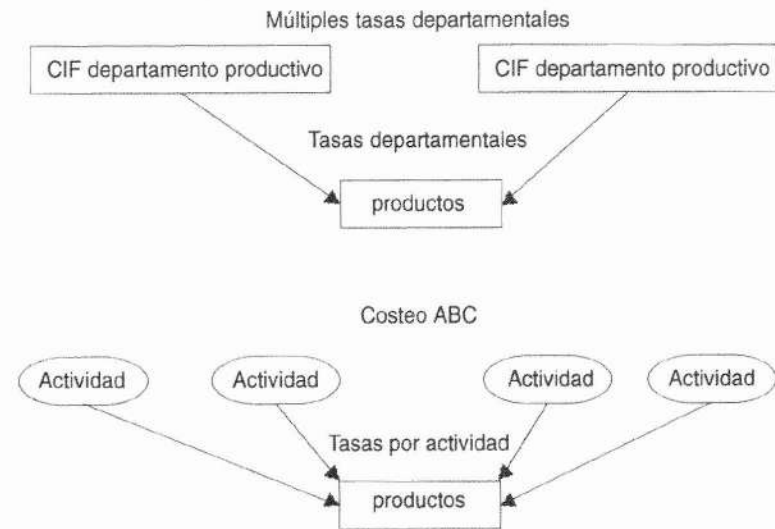 Múltiples tasas departamentales
CIF departamento productivo CIF departamento productivo
Tasas departamentales
productos
Costeo ABC
Actividad Actividad Actividad Actividad
Tasas por actividad
productos